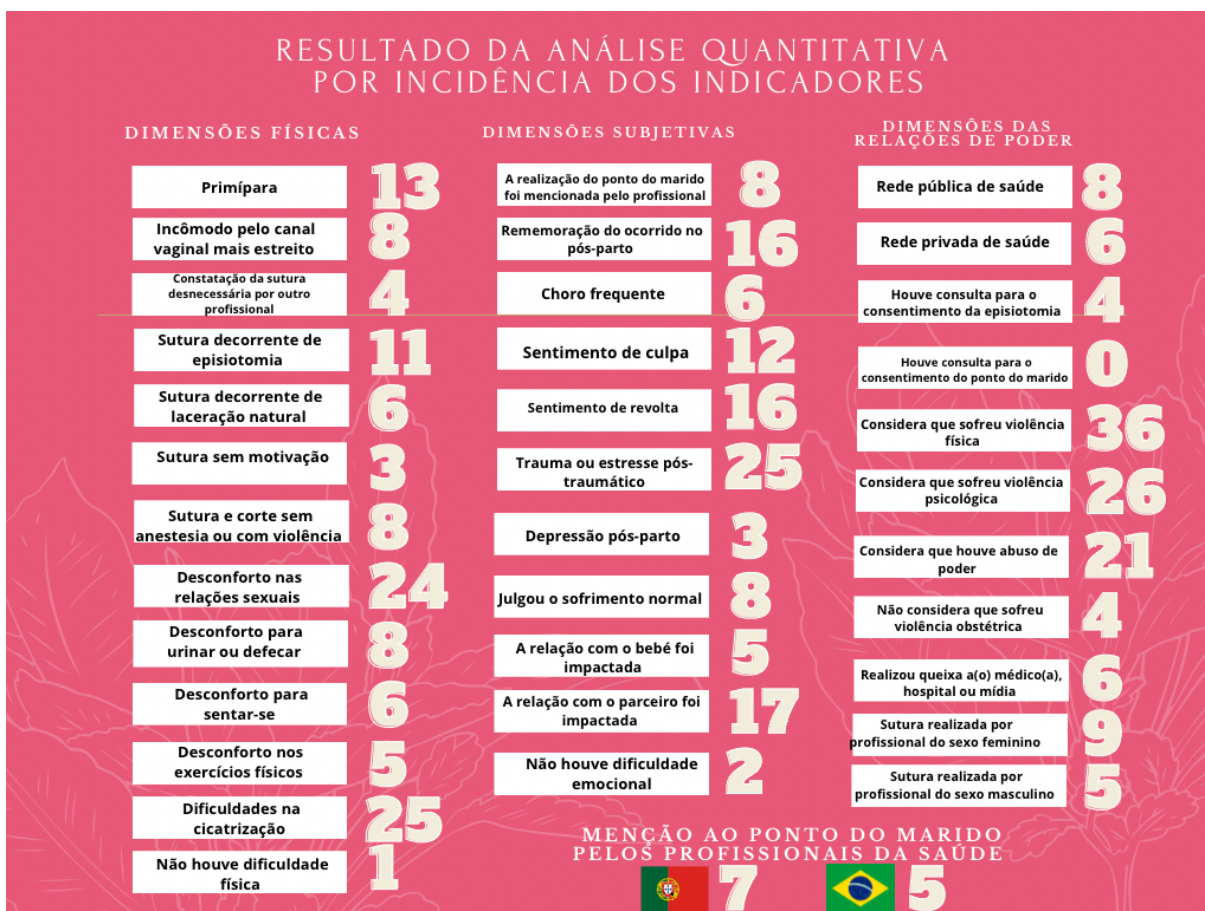 RESULTADO DA ANÁLISE QUANTITATIVA
POR INCIDÊNCIA DOS INDICADORES
DIMENSÕES FÍSICAS
Primípara
13
Incômodo pelo canal
vaginal mais estreito
8
Constatação da sutura
desnecessária por outro
profissional
4
Sutura decorrente de
episiotomia
11
Sutura decorrente de
laceração natural
6
Sutura sem motivação
3
Sutura e corte sem
anestesia ou com violência
8
Desconforto nas
relações sexuais
24
Desconforto para
urinar ou defecar
8
Desconforto para
sentar-se
6
Desconforto nos
exercícios físicos
5
Dificuldades na
cicatrização
25
Não houve dificuldade
física
1
DIMENSÕES SUBJETIVAS
A realização do ponto do marido
foi mencionada pelo profissional
8
Rememoração do ocorrido no
pós-parto
16
Choro frequente
6
Sentimento de culpa
12
Sentimento de revolta
16
Trauma ou estresse pós-
traumático
25
Depressão pós-parto
3
Julgou o sofrimento normal
8
A relação com o bebé foi
impactada
5
A relação com o parceiro foi
impactada
17
Não houve dificuldade
emocional
2
DIMENSÕES DAS
RELAÇÕES DE PODER
Rede pública de saúde
8
Rede privada de saúde
6
Houve consulta para o
consentimento da episiotomia
4
Houve consulta para o
consentimento do ponto do marido
0
Considera que sofreu violência
física
36
Considera que sofreu violência
psicológica
26
Considera que houve abuso de
poder
21
Não considera que sofreu
violência obstétrica
4
Realizou queixa a(o) médico(a),
hospital ou mídia
6
Sutura realizada por
profissional do sexo feminino
9
Sutura realizada por
profissional do sexo masculino
5
MENÇÃO AO PONTO DO MARIDO
PELOS PROFISSIONAIS DA SAÚDE
7
5